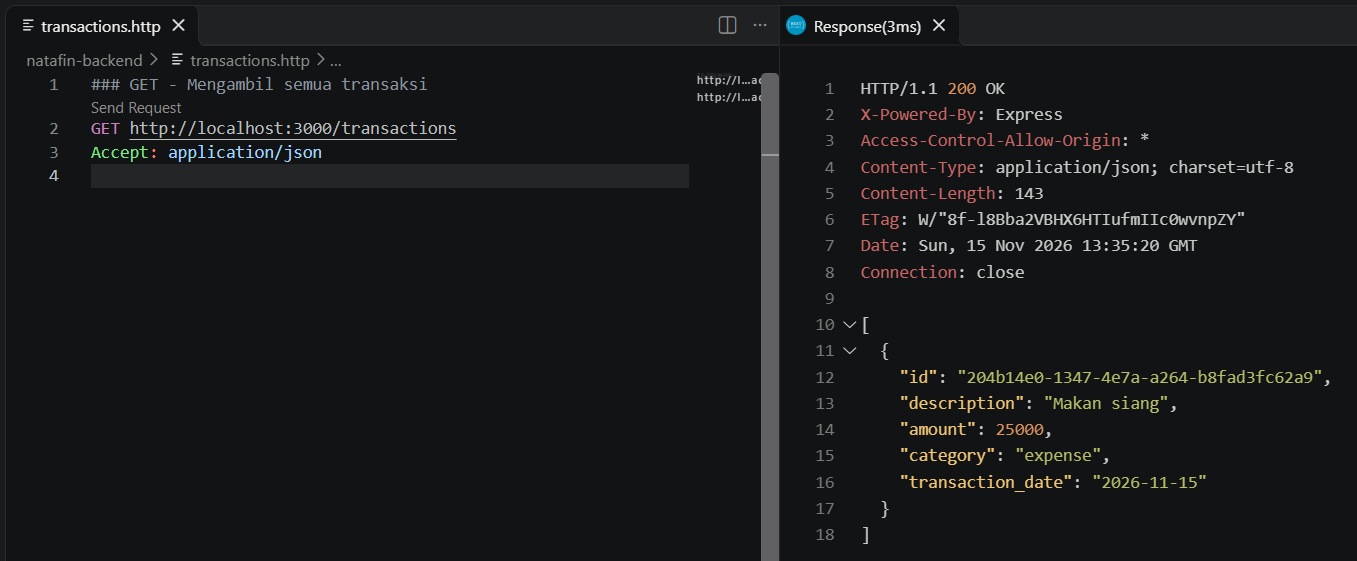 transactions.http
natafin-backend > transactions.http > ...
1 ### GET - Mengambil semua transaksi
Send Request
2 GET http://localhost:3000/transactions
3 Accept: application/json
4
http://l...ac
http://l...ac
Response(3ms)
1 HTTP/1.1 200 OK
2 X-Powered-By: Express
3 Access-Control-Allow-Origin: *
4 Content-Type: application/json; charset=utf-8
5 Content-Length: 143
6 ETag: W/"8f-l8Bba2VBHX6HTIufmIIc0wvnpZY"
7 Date: Sun, 15 Nov 2026 13:35:20 GMT
8 Connection: close
9
10 [
11 {
12 "id": "204b14e0-1347-4e7a-a264-b8fad3fc62a9",
13 "description": "Makan siang",
14 "amount": 25000,
15 "category": "expense",
16 "transaction_date": "2026-11-15"
17 }
18 ]